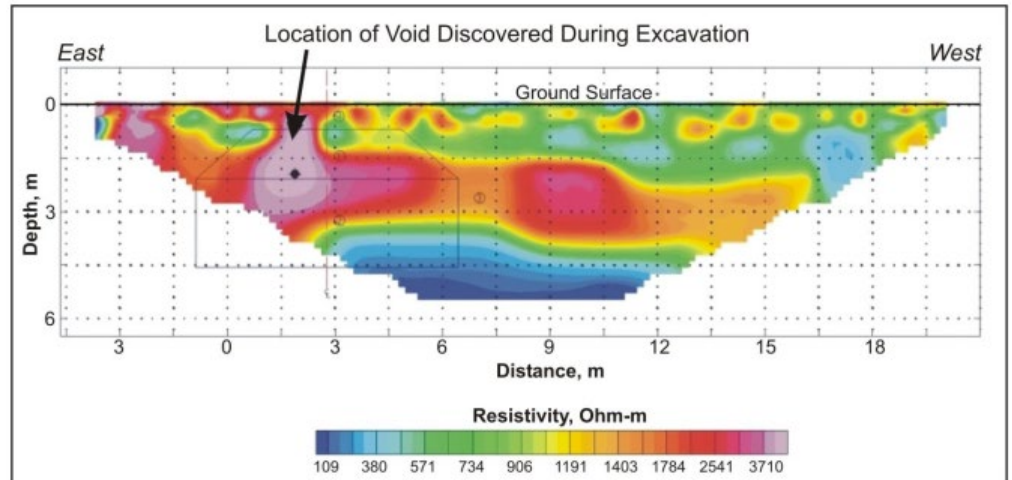 Location of Void Discovered During Excavation
East
West
Ground Surface
0
3
6
Depth, m
3 0 3 6 9 12 15 18
Distance, m
Resistivity, Ohm-m
109 380 571 734 906 1191 1403 1784 2541 3710